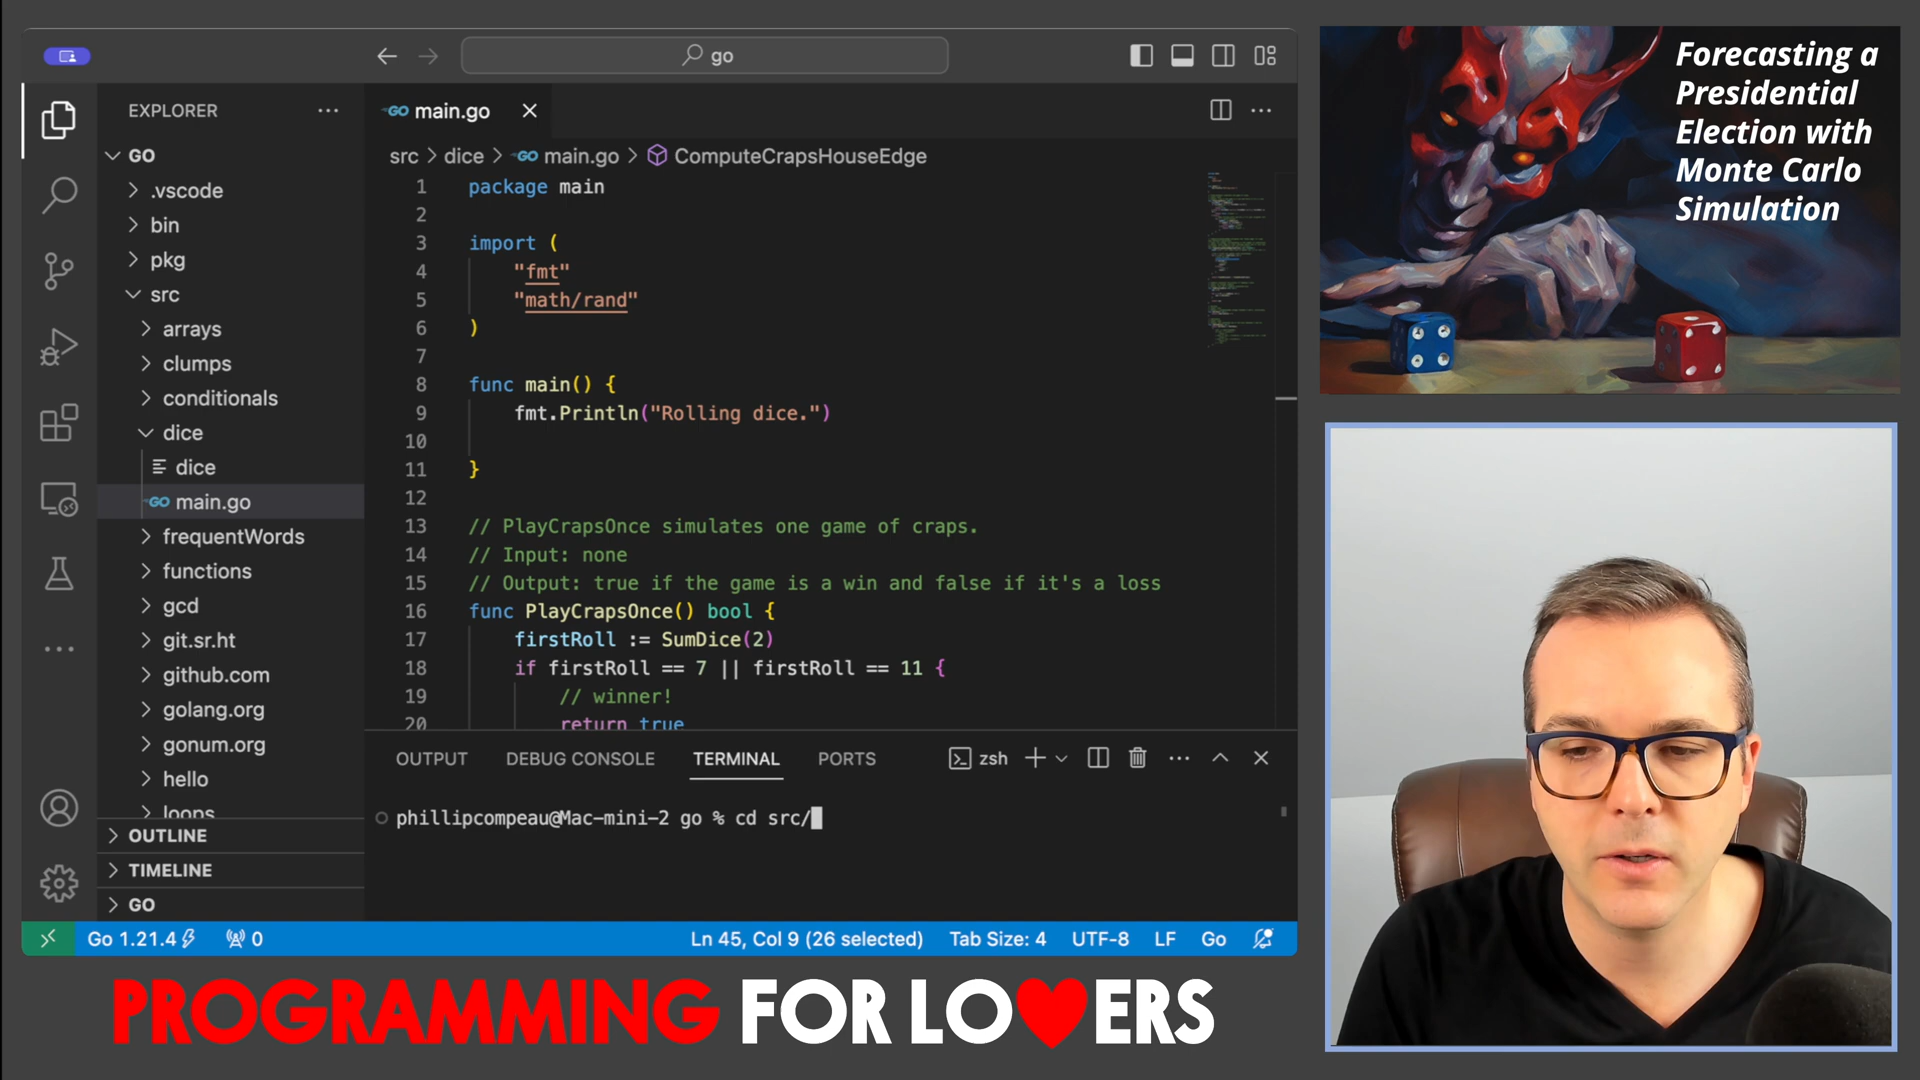 go
EXPLORER
GO
.vscode
bin
pkg
src
arrays
clumps
conditionals
dice
dice
main.go
frequentWords
functions
gcd
git.sr.ht
github.com
golang.org
gonum.org
hello
loops
OUTLINE
TIMELINE
GO
GO main.go
src > dice > GO main.go > ComputeCrapsHouseEdge
1 package main
2
3 import (
4 "fmt"
5 "math/rand"
6 )
7
8 func main() {
9 fmt.Println("Rolling dice.")
10
11 }
12
13 // PlayCrapsOnce simulates one game of craps.
14 // Input: none
15 // Output: true if the game is a win and false if it's a loss
16 func PlayCrapsOnce() bool {
17 firstRoll := SumDice(2)
18 if firstRoll == 7 || firstRoll == 11 {
19 // winner!
20 return true
OUTPUT DEBUG CONSOLE TERMINAL PORTS zsh
phillipcompeau@Mac-mini-2 go % cd src/
Go 1.21.4 0 Ln 45, Col 9 (26 selected) Tab Size: 4 UTF-8 LF Go
Forecasting a
Presidential
Election with
Monte Carlo
Simulation
PROGRAMMING FOR LO❤ERS